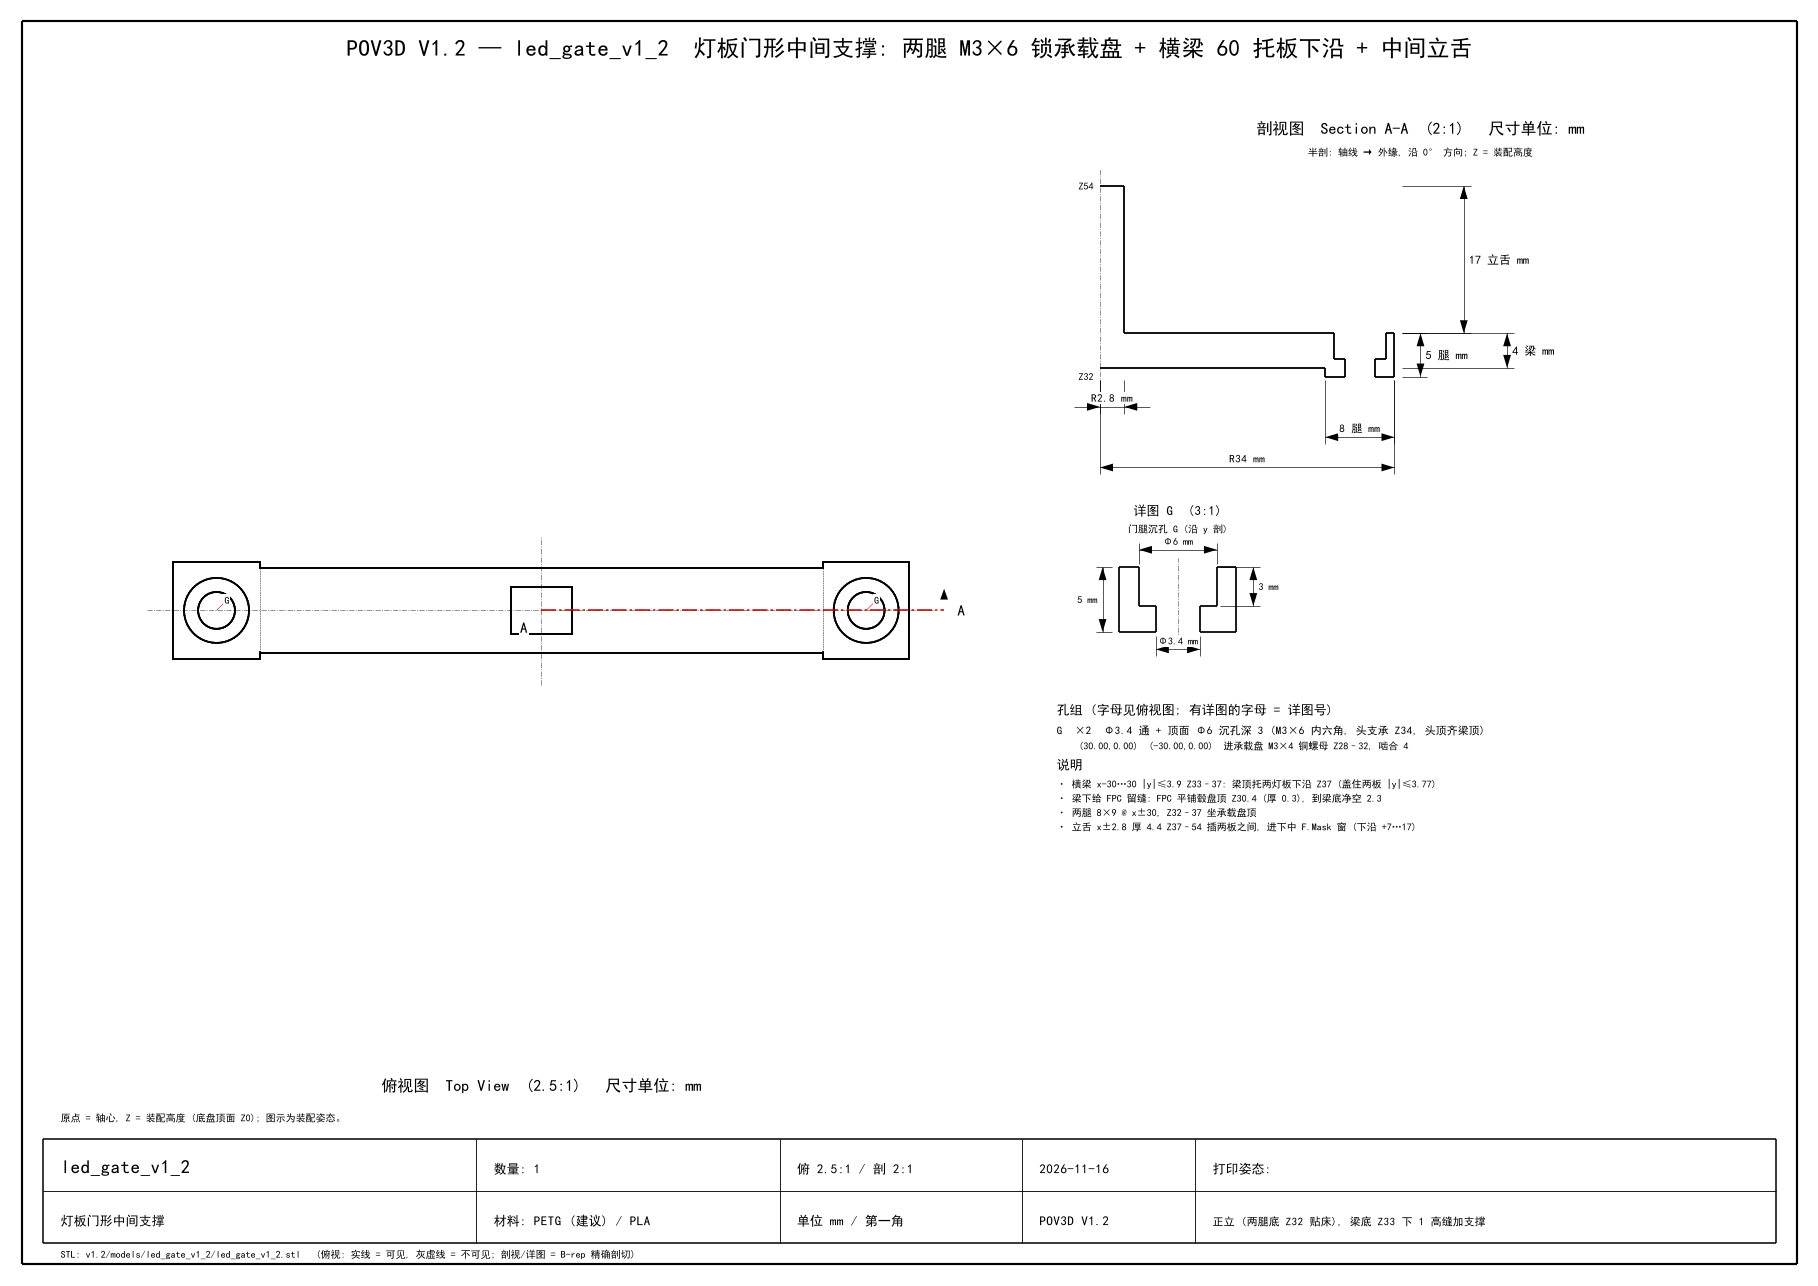 POV3D V1.2 — led_gate_v1_2  灯板门形中间支撑: 两腿 M3×6 锁承载盘 + 横梁 60 托板下沿 + 中间立舌
剖视图  Section A-A  (2:1)   尺寸单位: mm
半剖: 轴线 → 外缘, 沿 0° 方向; Z = 装配高度
Z54
17 立舌 mm
5 腿 mm
4 梁 mm
Z32
R2.8 mm
8 腿 mm
R34 mm
详图 G  (3:1)
门腿沉孔 G (沿 y 剖)
Φ6 mm
5 mm
3 mm
Φ3.4 mm
G
G
A
A
孔组 (字母见俯视图; 有详图的字母 = 详图号)
G  ×2  Φ3.4 通 + 顶面 Φ6 沉孔深 3 (M3×6 内六角, 头支承 Z34, 头顶齐梁顶)
(30.00,0.00)  (-30.00,0.00)  进承载盘 M3×4 铜螺母 Z28–32, 啮合 4
说明
· 横梁 x-30…30 |y|≤3.9 Z33–37: 梁顶托两灯板下沿 Z37 (盖住两板 |y|≤3.77)
· 梁下给 FPC 留缝: FPC 平铺毂盘顶 Z30.4 (厚 0.3), 到梁底净空 2.3
· 两腿 8×9 @ x±30, Z32–37 坐承载盘顶
· 立舌 x±2.8 厚 4.4 Z37–54 插两板之间, 进下中 F.Mask 窗 (下沿 +7…17)
俯视图  Top View  (2.5:1)   尺寸单位: mm
原点 = 轴心, Z = 装配高度 (底盘顶面 Z0); 图示为装配姿态。
led_gate_v1_2
数量: 1
俯 2.5:1 / 剖 2:1
2026-11-16
打印姿态:
灯板门形中间支撑
材料: PETG (建议) / PLA
单位 mm / 第一角
POV3D V1.2
正立 (两腿底 Z32 贴床), 梁底 Z33 下 1 高缝加支撑
STL: v1.2/models/led_gate_v1_2/led_gate_v1_2.stl   (俯视: 实线 = 可见, 灰虚线 = 不可见; 剖视/详图 = B-rep 精确剖切)